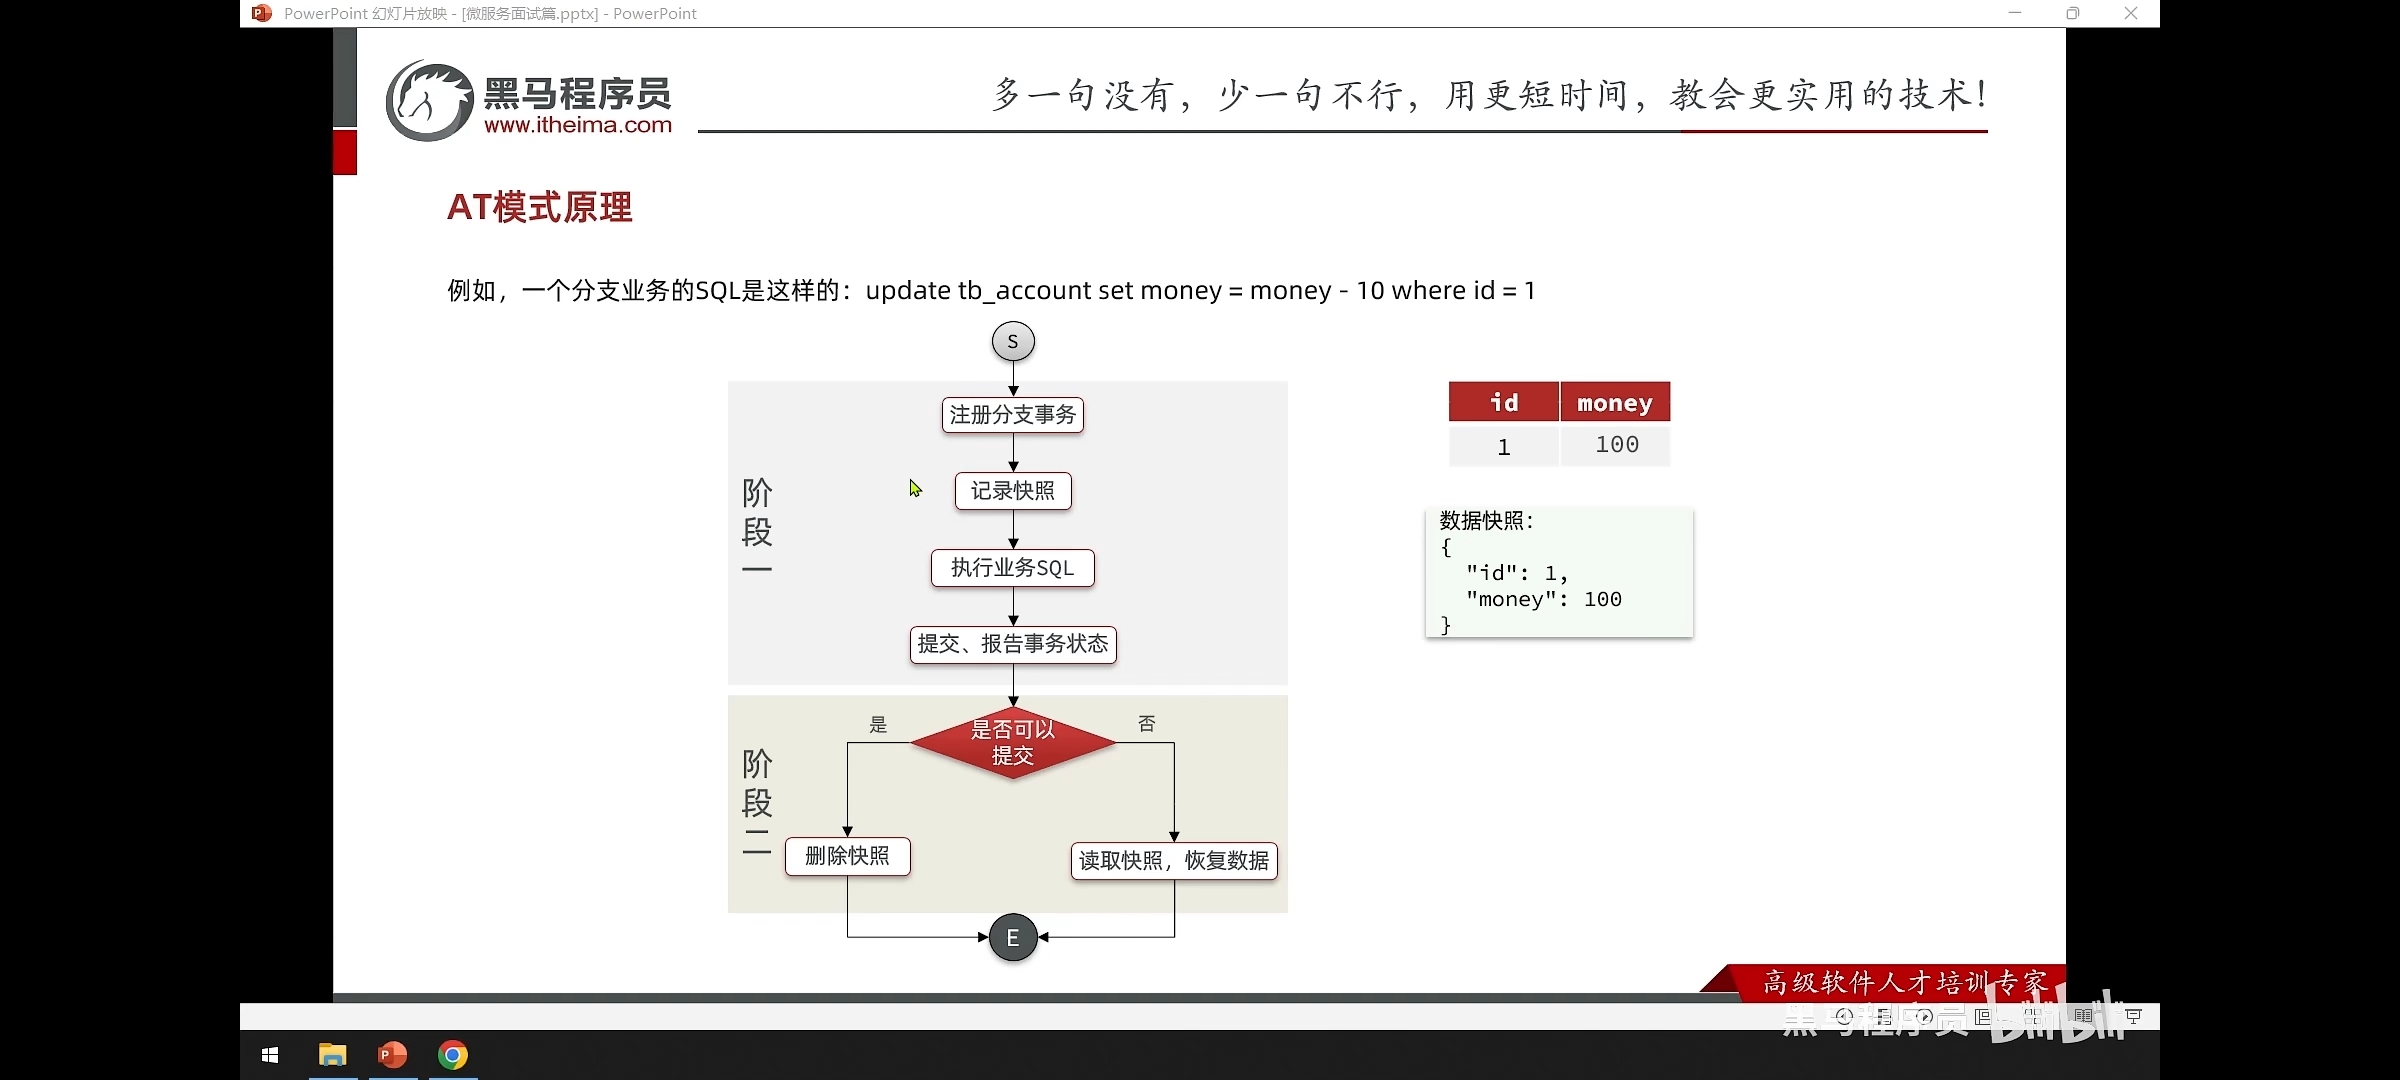 PowerPoint 幻灯片放映 - [微服务面试篇.pptx] - PowerPoint
黑马程序员
www.itheima.com
多一句没有，少一句不行，用更短时间，教会更实用的技术！
AT模式原理
例如，一个分支业务的SQL是这样的：update tb_account set money = money - 10 where id = 1
S
阶段一
注册分支事务
记录快照
执行业务SQL
提交、报告事务状态
阶段二
是否可以
提交
是
否
删除快照
读取快照，恢复数据
E
id money
1 100
数据快照：
{
"id": 1,
"money": 100
}
高级软件人才培训专家
黑马程序员 bilibili